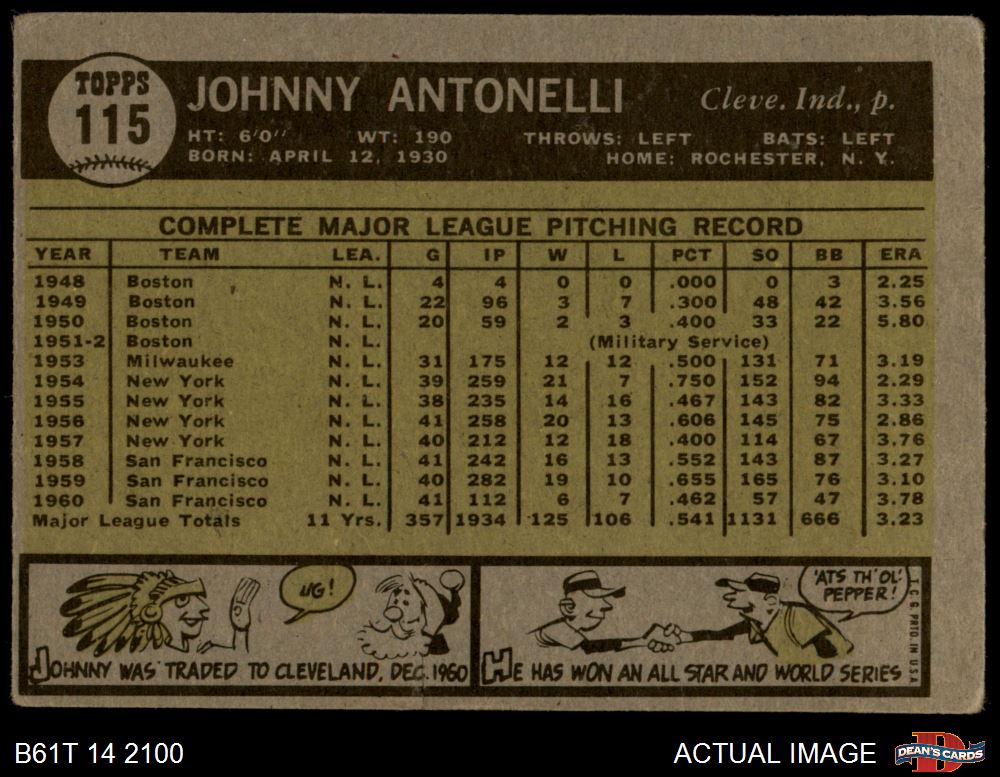 TOPPS
115
JOHNNY ANTONELLI
Cleve. Ind., p.
HT: 6'0" WT: 190 THROWS: LEFT BATS: LEFT
BORN: APRIL 12, 1930 HOME: ROCHESTER, N. Y.
COMPLETE MAJOR LEAGUE PITCHING RECORD
YEAR TEAM LEA. G IP W L PCT SO BB ERA
1948 Boston N. L. 4 4 0 0 .000 0 3 2.25
1949 Boston N. L. 22 96 3 7 .300 48 42 3.56
1950 Boston N. L. 20 59 2 3 .400 33 22 5.80
1951-2 Boston N. L. (Military Service)
1953 Milwaukee N. L. 31 175 12 12 .500 131 71 3.19
1954 New York N. L. 39 259 21 7 .750 152 94 2.29
1955 New York N. L. 38 235 14 16 .467 143 82 3.33
1956 New York N. L. 41 258 20 13 .606 145 75 2.86
1957 New York N. L. 40 212 12 18 .400 114 67 3.76
1958 San Francisco N. L. 41 242 16 13 .552 143 87 3.27
1959 San Francisco N. L. 40 282 19 10 .655 165 76 3.10
1960 San Francisco N. L. 41 112 6 7 .462 57 47 3.78
Major League Totals 11 Yrs. 357 1934 125 106 .541 1131 666 3.23
UG!
JOHNNY WAS TRADED TO CLEVELAND, DEC. 1960
'ATS TH' OL'
PEPPER!
HE HAS WON AN ALL STAR AND WORLD SERIES
T.C.G. PRTD. IN U.S.A.
B61T 14 2100
ACTUAL IMAGE
D
DEAN'S CARDS